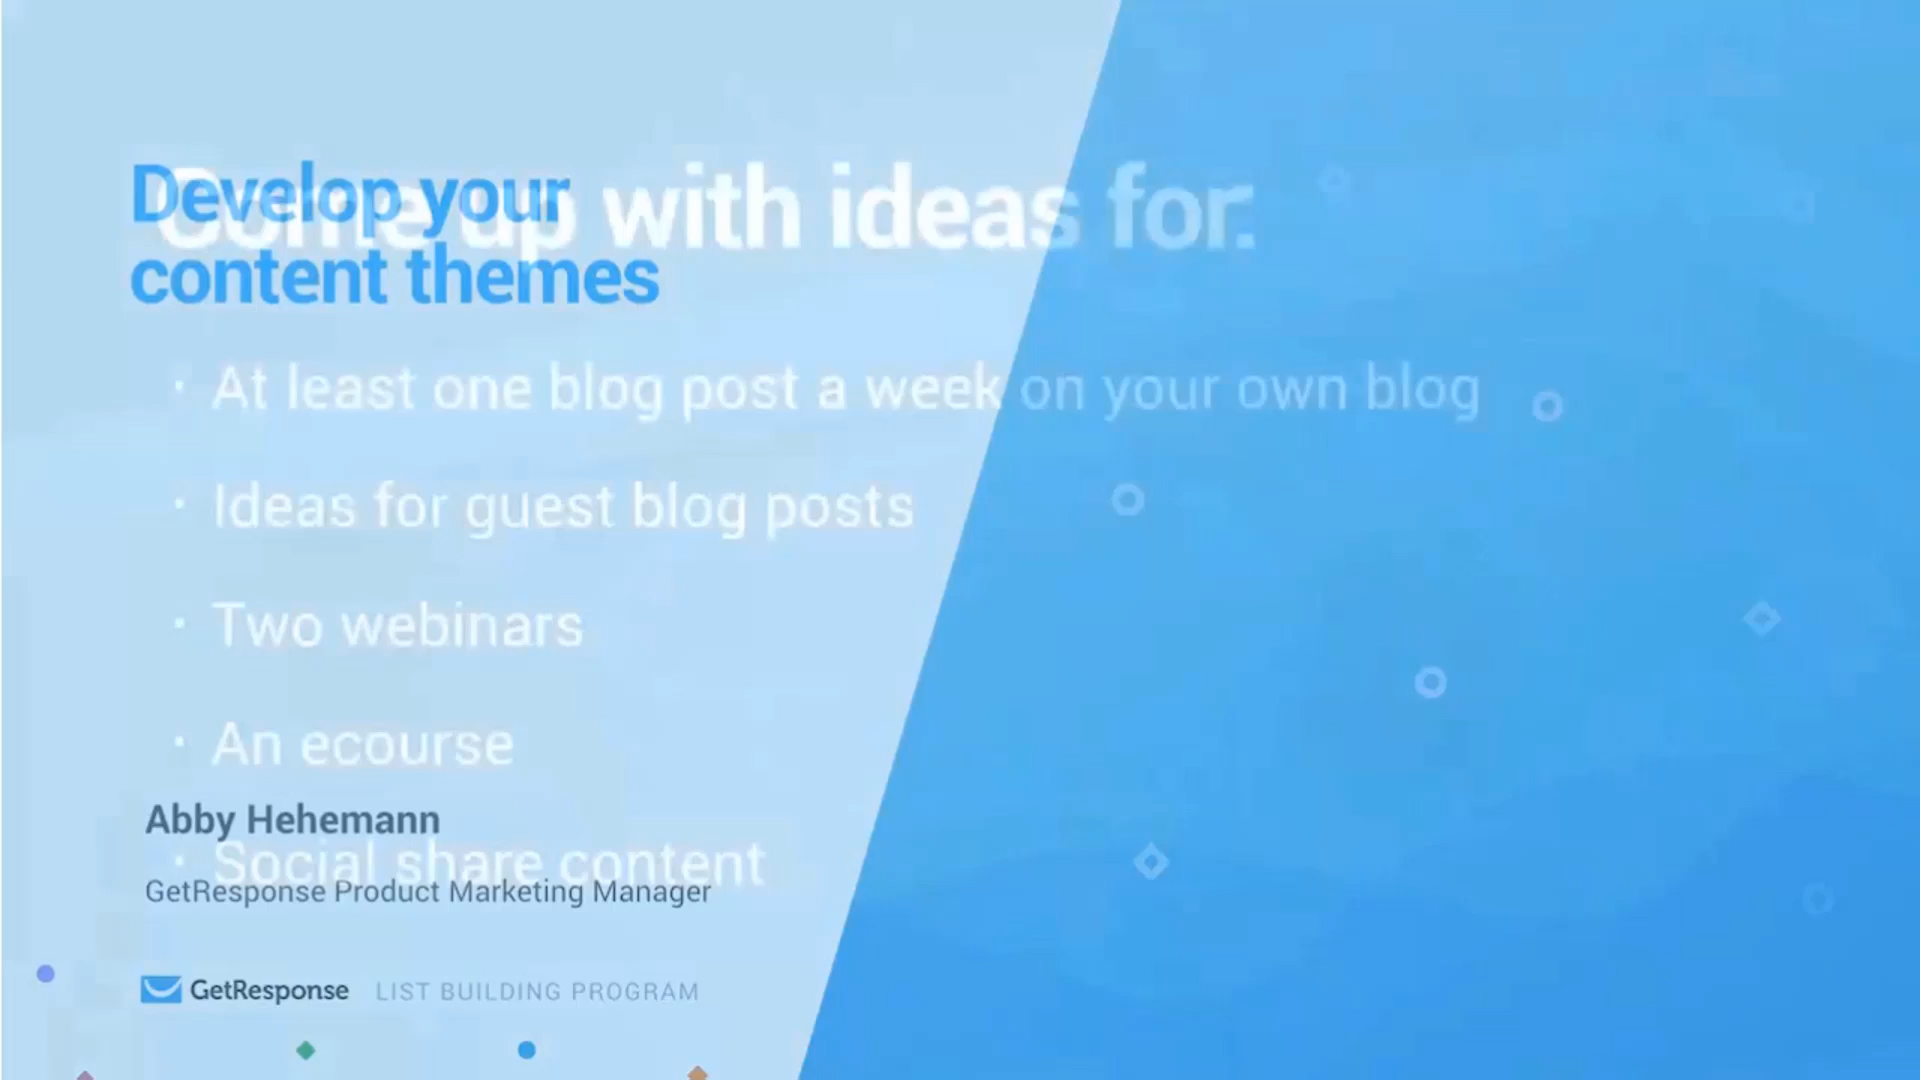 Develop your
content themes
Come up with ideas for:
· At least one blog post a week on your own blog
· Ideas for guest blog posts
· Two webinars
· An ecourse
· Social share content
Abby Hehemann
GetResponse Product Marketing Manager
GetResponse LIST BUILDING PROGRAM